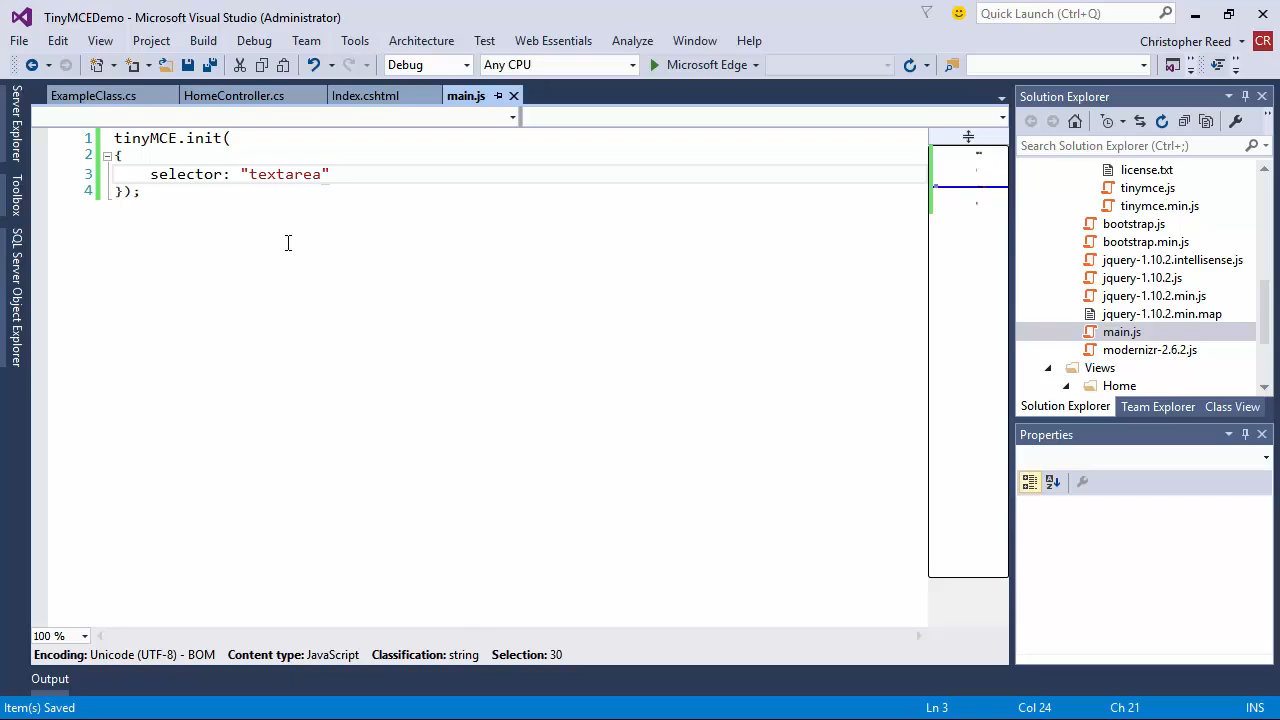 TinyMCEDemo - Microsoft Visual Studio (Administrator)
Quick Launch (Ctrl+Q)
File Edit View Project Build Debug Team Tools Architecture Test Web Essentials Analyze Window Help
Christopher Reed CR
Debug Any CPU Microsoft Edge
Server Explorer
Toolbox
SQL Server Object Explorer
ExampleClass.cs HomeController.cs Index.cshtml main.js
1 tinyMCE.init(
2 {
3 selector: "textarea"
4 });
100 %
Encoding: Unicode (UTF-8) - BOM Content type: JavaScript Classification: string Selection: 30
Output
Solution Explorer
Search Solution Explorer (Ctrl+;)
license.txt
tinymce.js
tinymce.min.js
bootstrap.js
bootstrap.min.js
jquery-1.10.2.intellisense.js
jquery-1.10.2.js
jquery-1.10.2.min.js
jquery-1.10.2.min.map
main.js
modernizr-2.6.2.js
Views
Home
Solution Explorer Team Explorer Class View
Properties
Item(s) Saved Ln 3 Col 24 Ch 21 INS